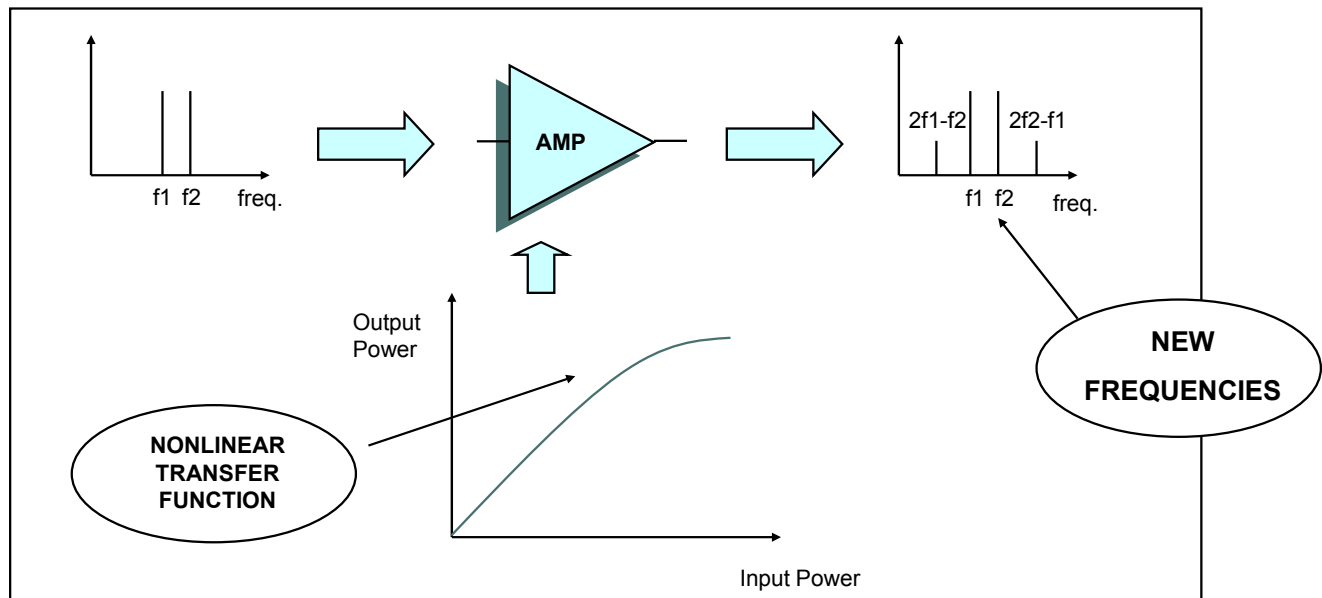 f1 f2 freq.
AMP
2f1-f2 2f2-f1
f1 f2 freq.
Output
Power
NEW
FREQUENCIES
NONLINEAR
TRANSFER
FUNCTION
Input Power